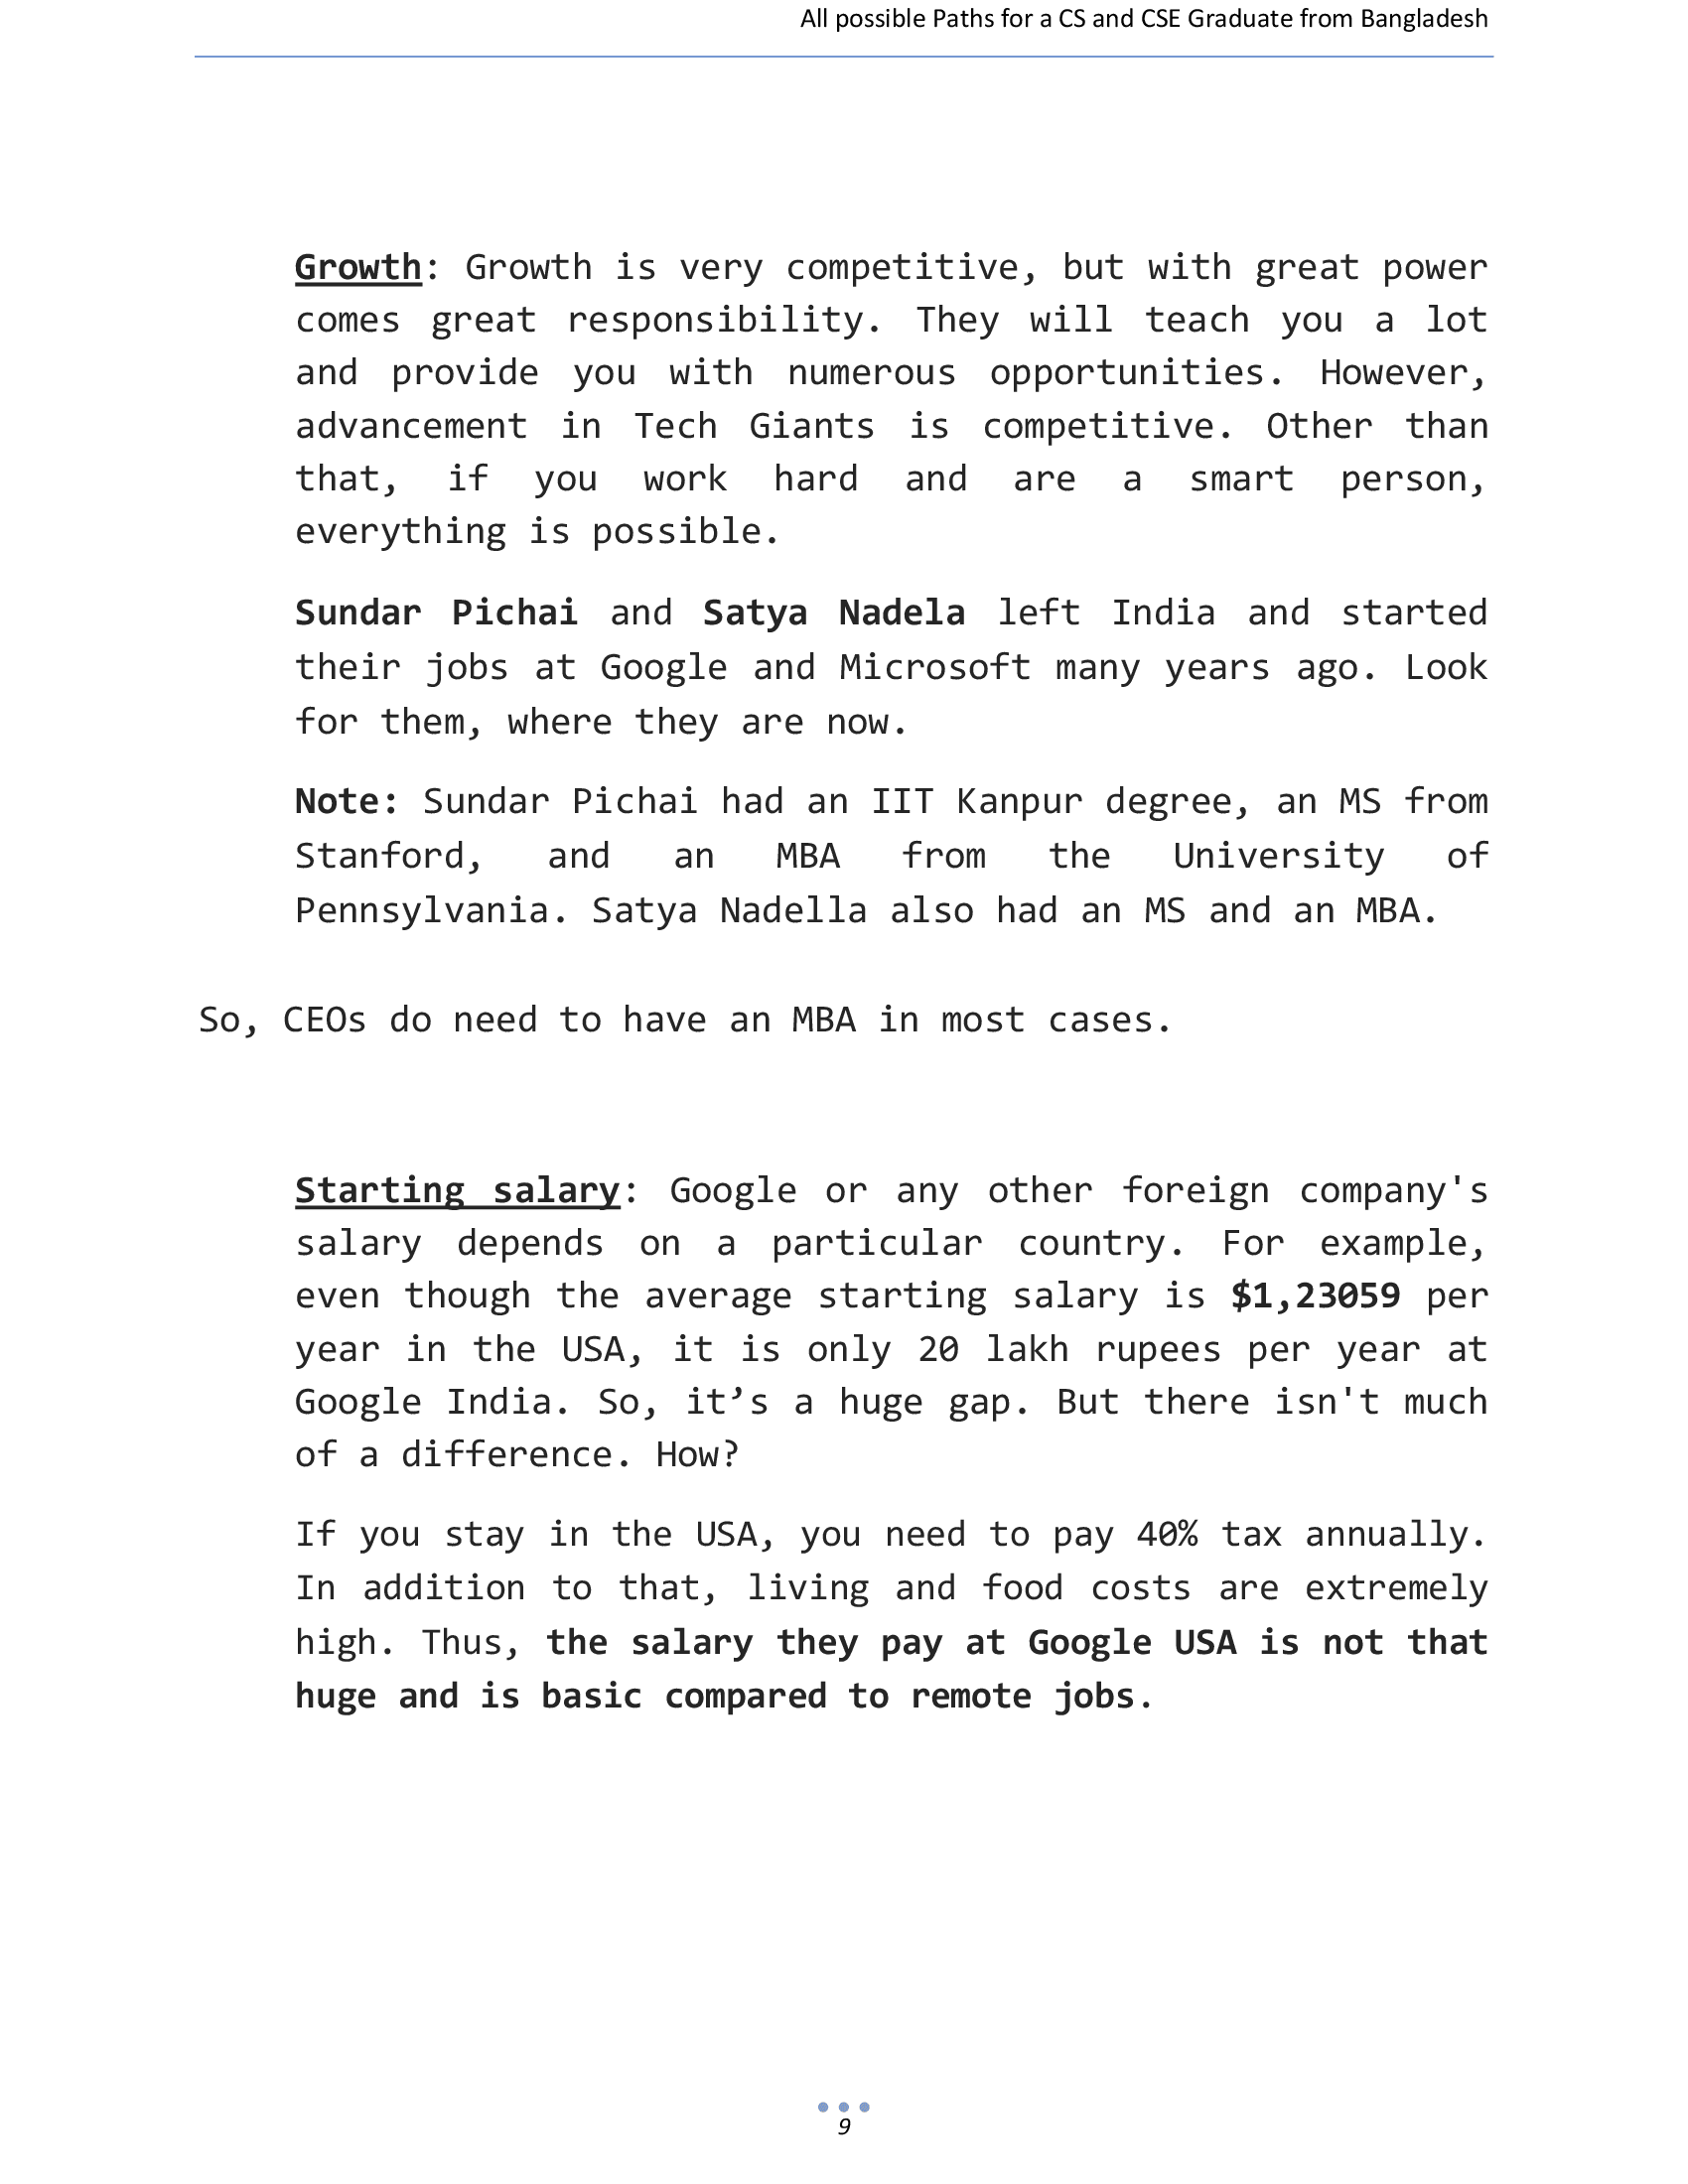 All possible Paths for a CS and CSE Graduate from Bangladesh
Growth: Growth is very competitive, but with great power
comes great responsibility. They will teach you a lot
and provide you with numerous opportunities. However,
advancement in Tech Giants is competitive. Other than
that, if you work hard and are a smart person,
everything is possible.
Sundar Pichai and Satya Nadela left India and started
their jobs at Google and Microsoft many years ago. Look
for them, where they are now.
Note: Sundar Pichai had an IIT Kanpur degree, an MS from
Stanford, and an MBA from the University of
Pennsylvania. Satya Nadella also had an MS and an MBA.
So, CEOs do need to have an MBA in most cases.
Starting salary: Google or any other foreign company's
salary depends on a particular country. For example,
even though the average starting salary is $1,23059 per
year in the USA, it is only 20 lakh rupees per year at
Google India. So, it’s a huge gap. But there isn't much
of a difference. How?
If you stay in the USA, you need to pay 40% tax annually.
In addition to that, living and food costs are extremely
high. Thus, the salary they pay at Google USA is not that
huge and is basic compared to remote jobs.
9